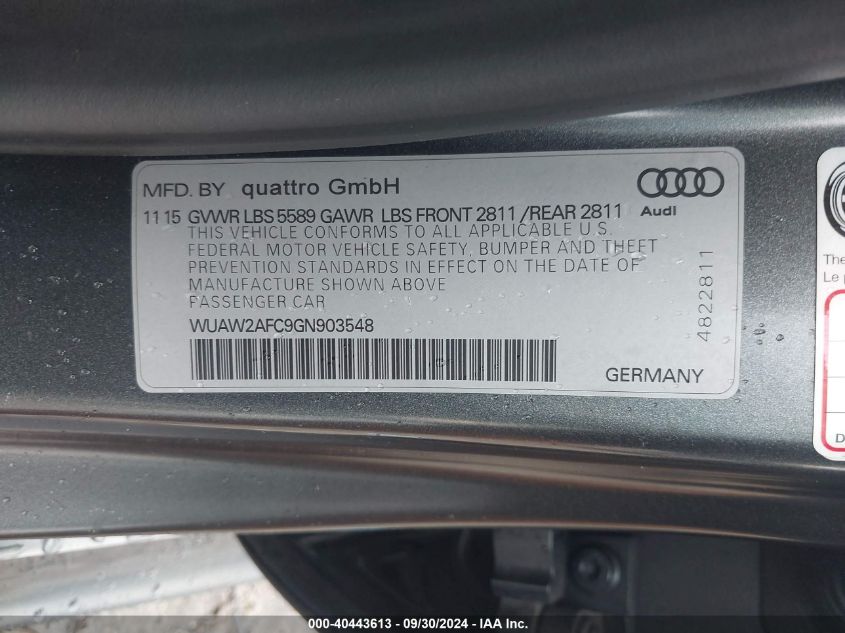 MFD. BY quattro GmbH
Audi
11 15 GVWR LBS 5589 GAWR LBS FRONT 2811 /REAR 2811
THIS VEHICLE CONFORMS TO ALL APPLICABLE U.S.
FEDERAL MOTOR VEHICLE SAFETY, BUMPER AND THEFT
PREVENTION STANDARDS IN EFFECT ON THE DATE OF
MANUFACTURE SHOWN ABOVE
PASSENGER CAR
WUAW2AFC9GN903548
GERMANY
4822811
The
Le p
D
000-40443613 - 09/30/2024 - IAA Inc.